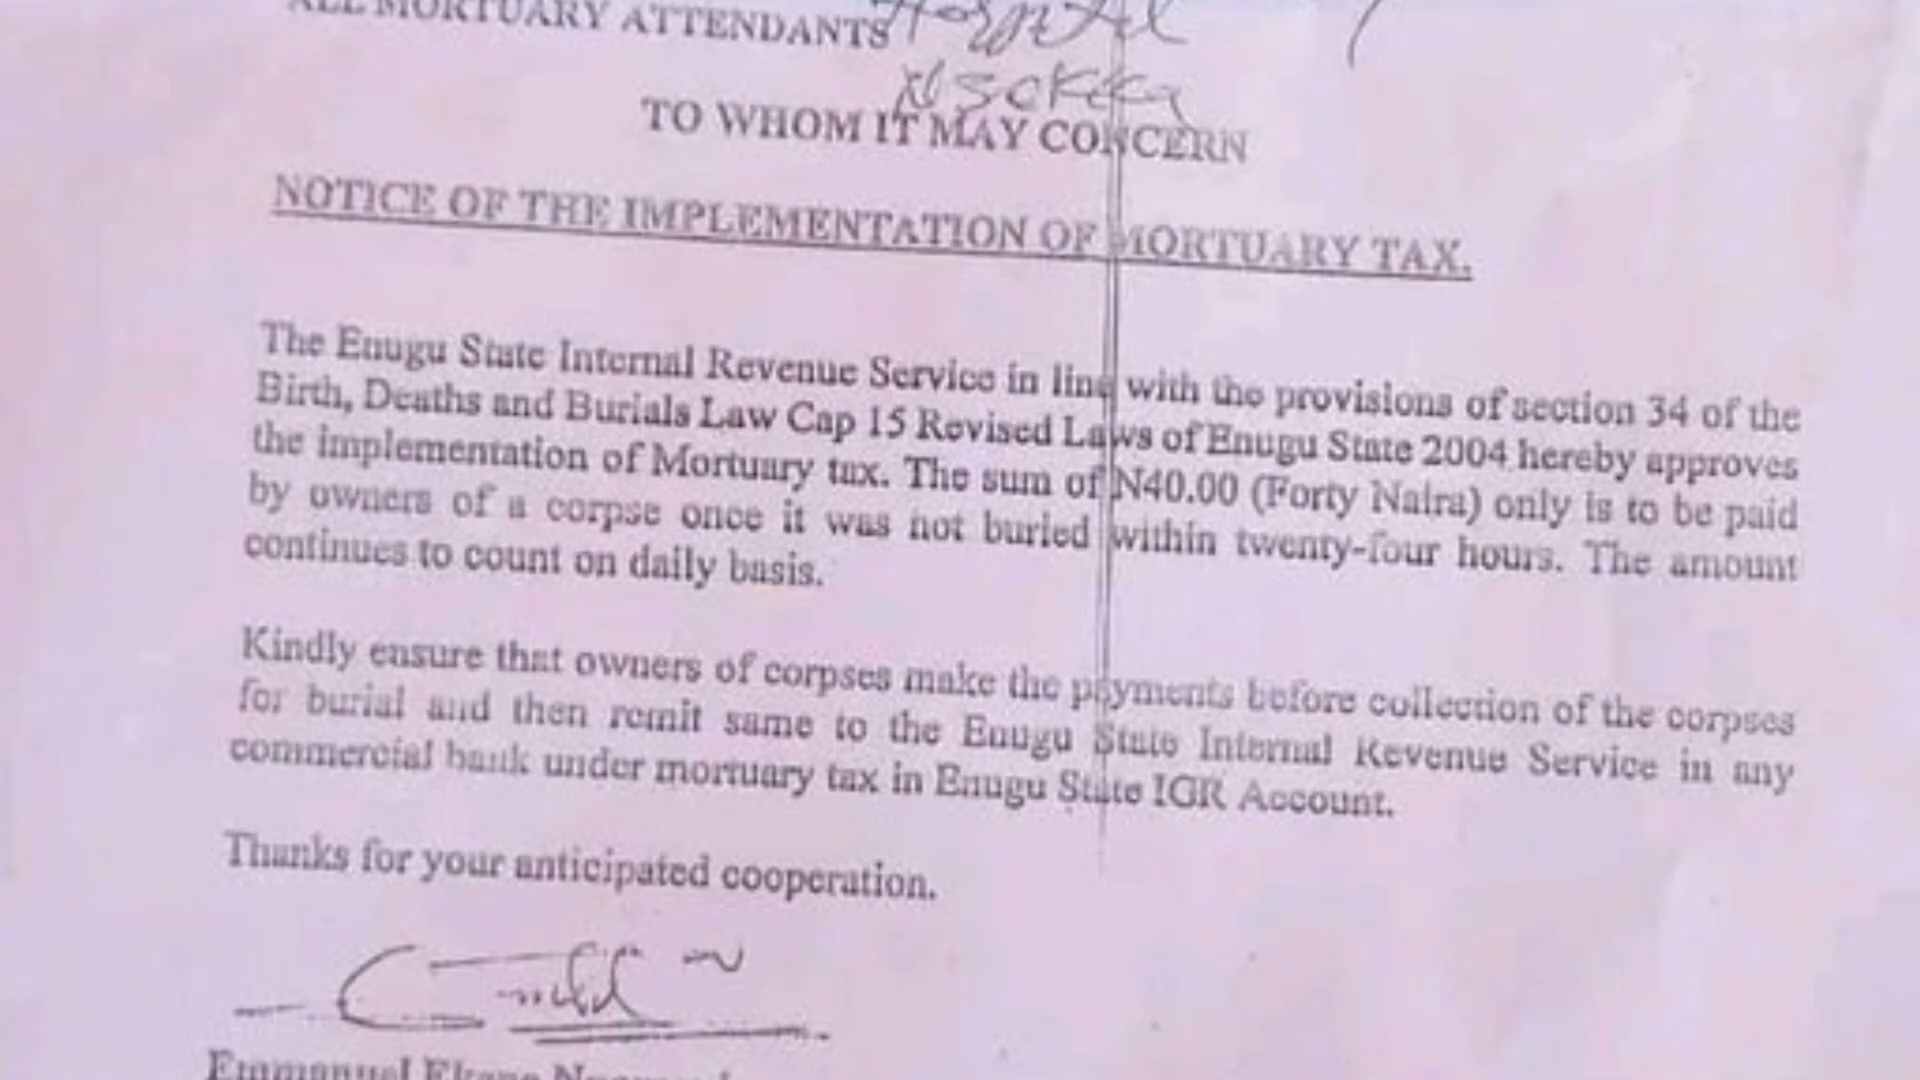 ALL MORTUARY ATTENDANTS Hospital
Nsukka
TO WHOM IT MAY CONCERN
NOTICE OF THE IMPLEMENTATION OF MORTUARY TAX.
The Enugu State Internal Revenue Service in line with the provisions of section 34 of the
Birth, Deaths and Burials Law Cap 15 Revised Laws of Enugu State 2004 hereby approves
the implementation of Mortuary tax. The sum of N40.00 (Forty Naira) only is to be paid
by owners of a corpse once it was not buried within twenty-four hours. The amount
continues to count on daily basis.
Kindly ensure that owners of corpses make the payments before collection of the corpses
for burial and then remit same to the Enugu State Internal Revenue Service in any
commercial bank under mortuary tax in Enugu State IGR Account.
Thanks for your anticipated cooperation.
Emmanuel